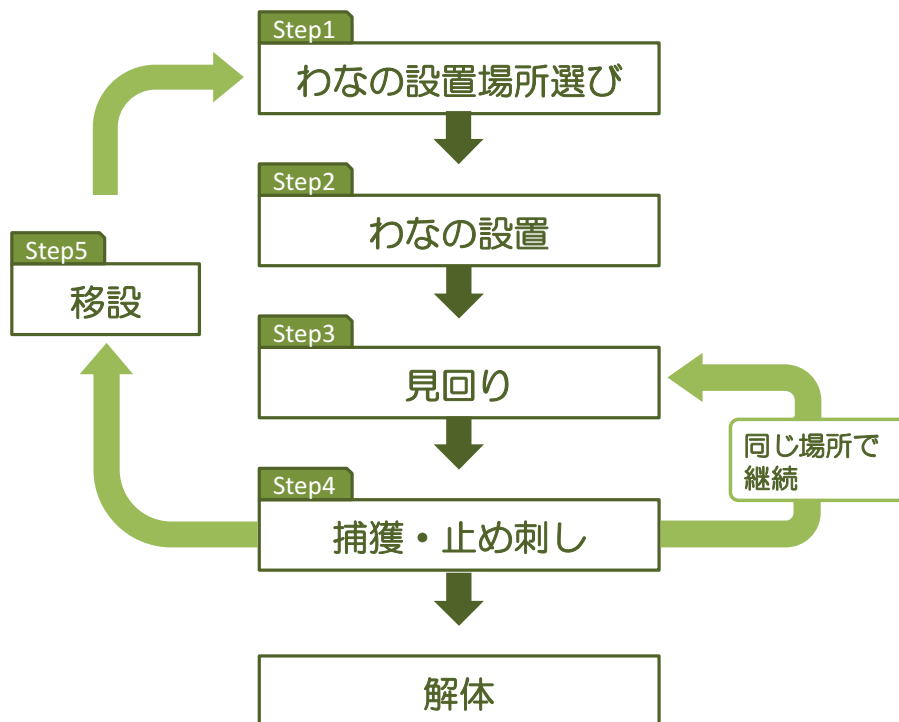 Step1
わなの設置場所選び
Step2
わなの設置
Step5
移設
Step3
見回り
同じ場所で
継続
Step4
捕獲・止め刺し
解体